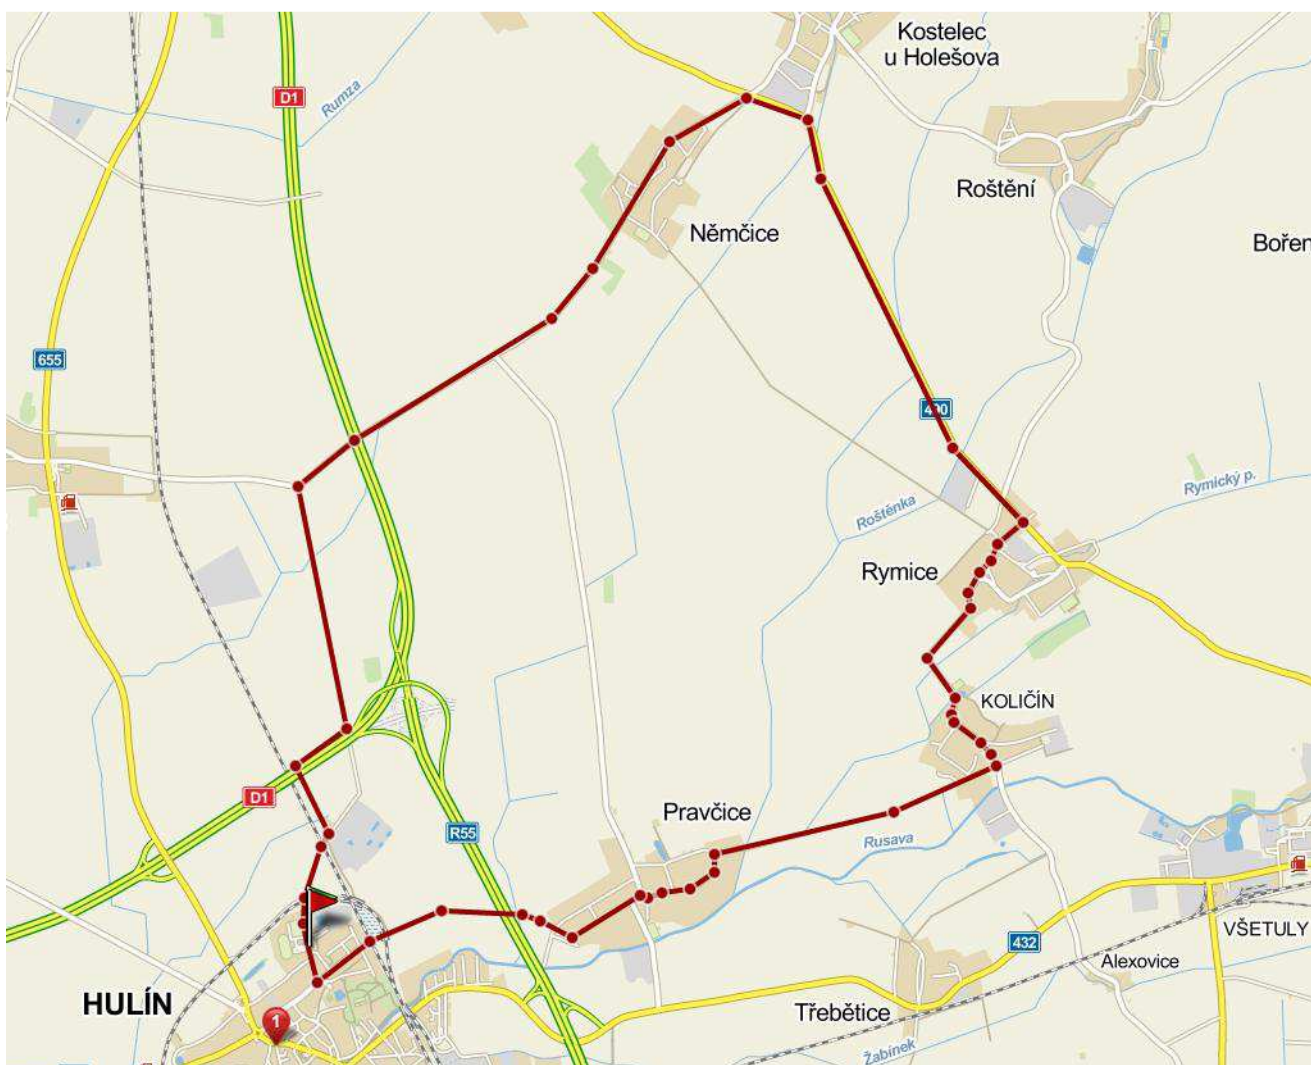 Kostelec
u Holešova
D1
Rumza
Roštění
Němčice
Bořen
655
490
Rymický p.
Roštěnka
Rymice
KOLIČÍN
D1
Pravčice
R55
Rusava
VŠETULY
432
Alexovice
HULÍN
Třebětice
1
Žabínek